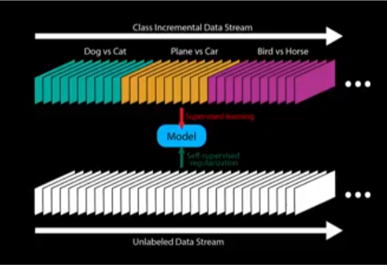 Class Incremental Data Stream
Dog vs Cat Plane vs Car Bird vs Horse
Supervised learning
Model
Self-supervised
regularization
Unlabeled Data Stream